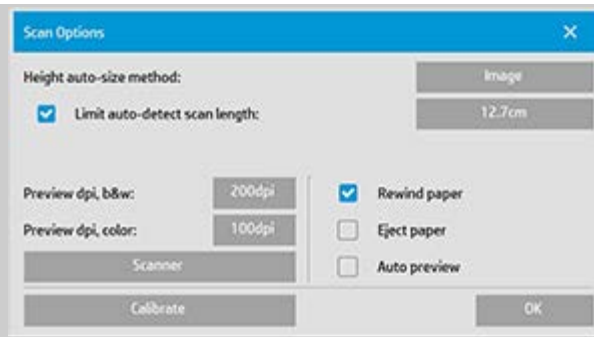 Scan Options
Height auto-size method: Image
Limit auto-detect scan length: 12.7cm
Preview dpi, b&w: 200dpi
Rewind paper
Preview dpi, color: 100dpi
Eject paper
Scanner
Auto preview
Calibrate
OK